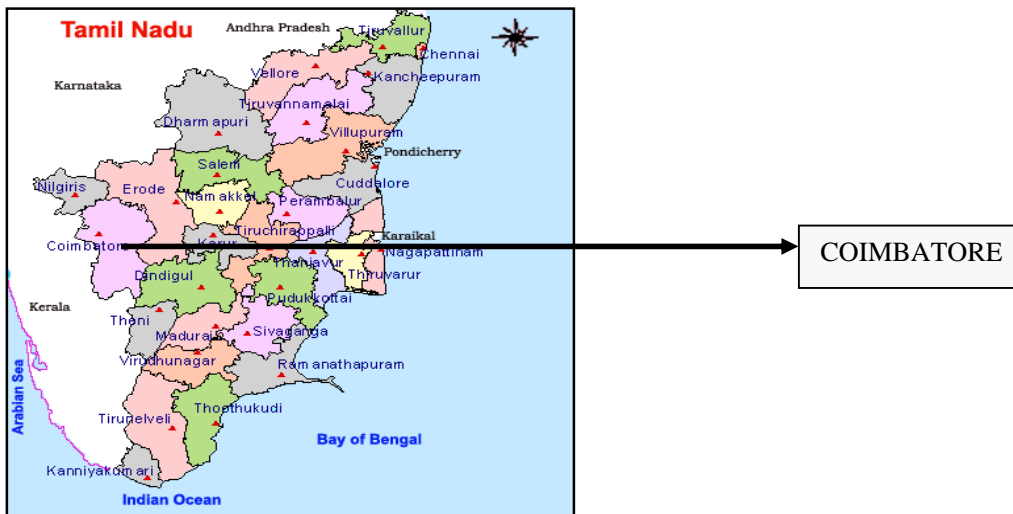 Tamil Nadu
Andhra Pradesh
Tiruvallur
Chennai
Vellore
Kancheepuram
Karnataka
Tiruvannamalai
Dharmapuri
Villupuram
Pondicherry
Salem
Cuddalore
Nilgiris
Erode
Namakkal
Perambalur
Tiruchirappalli
Karaikal
Coimbatore
Karur
Nagapattinam
COIMBATORE
Thanjavur
Thiruvarur
Dindigul
Pudukkottai
Kerala
Theni
Madurai
Sivaganga
Virudhunagar
Ramanathapuram
Arabian Sea
Thoothukudi
Tirunelveli
Bay of Bengal
Kanniyakumari
Indian Ocean